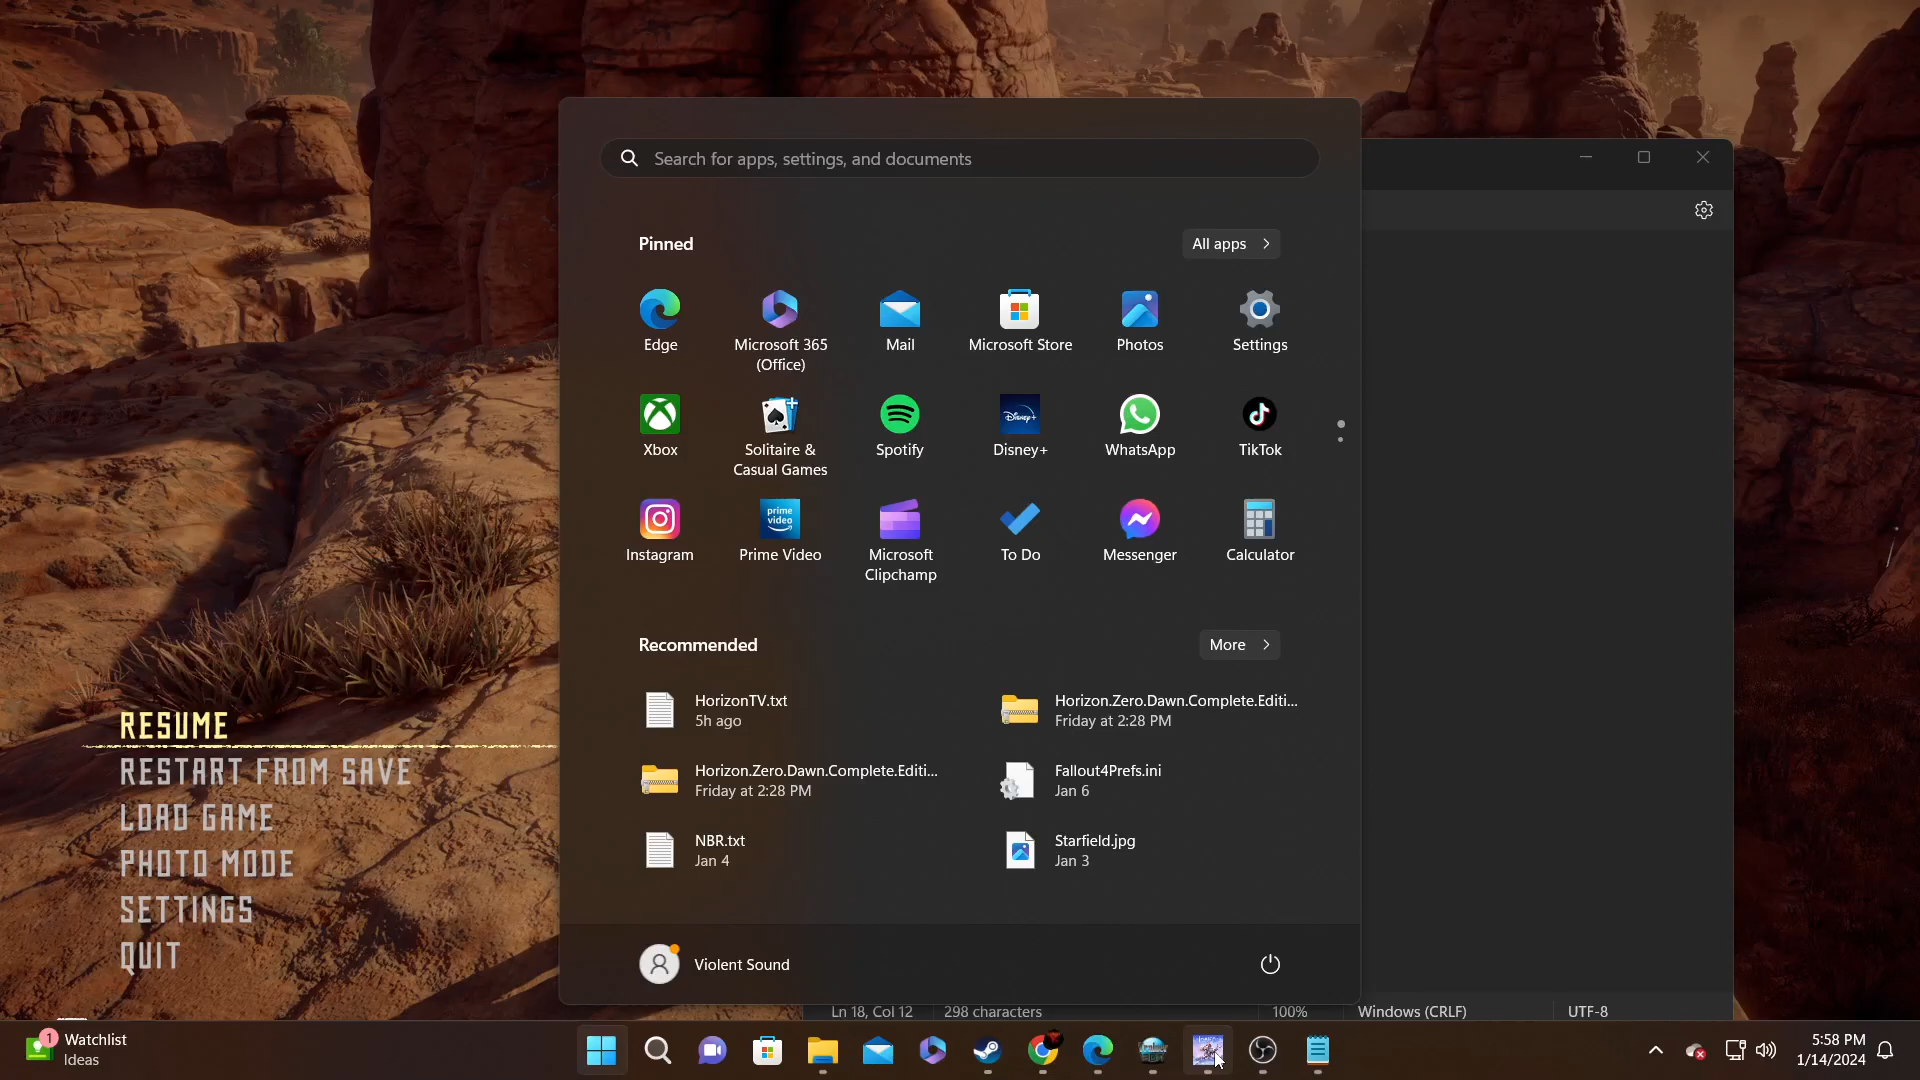 Search for apps, settings, and documents
Pinned
All apps
Edge
Microsoft 365
(Office)
Mail
Microsoft Store
Photos
Settings
Xbox
Solitaire &
Casual Games
Spotify
Disney+
Disney+
WhatsApp
TikTok
Instagram
prime
video
Prime Video
Microsoft
Clipchamp
To Do
Messenger
Calculator
Recommended
More
HorizonTV.txt
5h ago
Horizon.Zero.Dawn.Complete.Editi...
Friday at 2:28 PM
Horizon.Zero.Dawn.Complete.Editi...
Friday at 2:28 PM
Fallout4Prefs.ini
Jan 6
NBR.txt
Jan 4
Starfield.jpg
Jan 3
Violent Sound
RESUME
RESTART FROM SAVE
LOAD GAME
PHOTO MODE
SETTINGS
QUIT
Ln 18, Col 12
298 characters
100%
Windows (CRLF)
UTF-8
1
Watchlist
Ideas
5:58 PM
1/14/2024